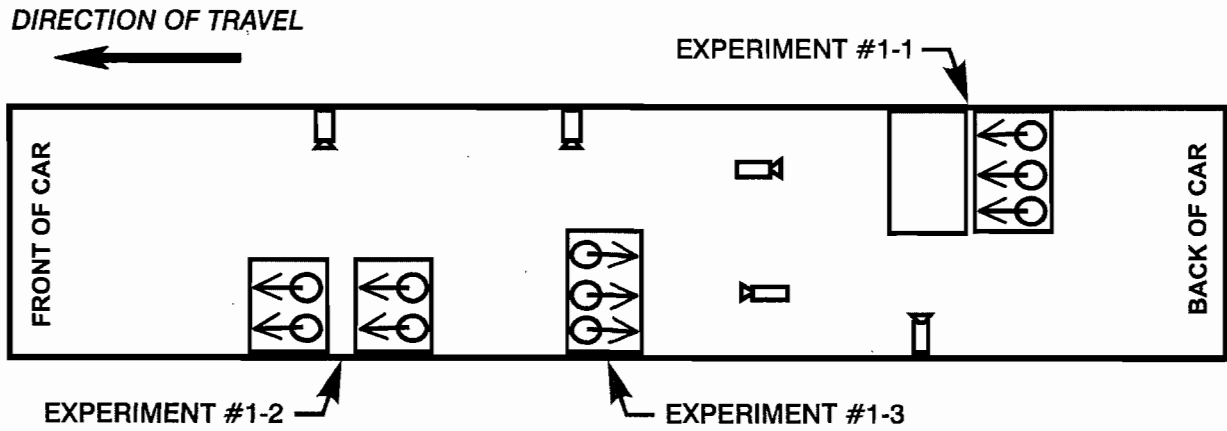 DIRECTION OF TRAVEL
EXPERIMENT #1-1
FRONT OF CAR
BACK OF CAR
EXPERIMENT #1-2
EXPERIMENT #1-3